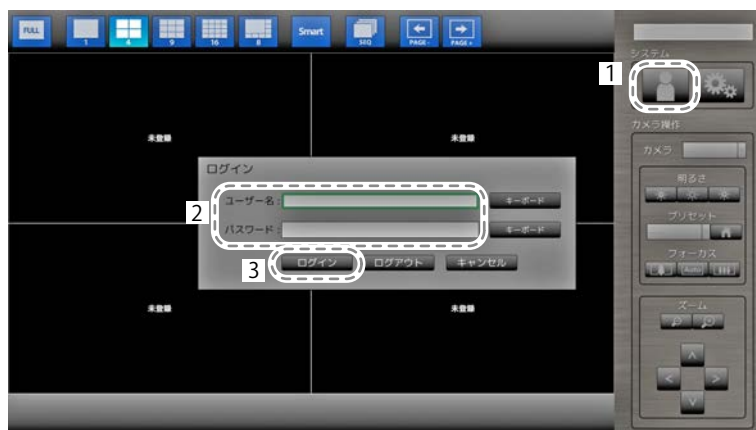 FULL
1
4
9
16
8
Smart
SEQ
PAGE-
PAGE+
システム
1
カメラ操作
カメラ
明るさ
プリセット
フォーカス
Auto
ズーム
未登録
未登録
ログイン
2
ユーザー名 :
キーボード
パスワード :
キーボード
3
ログイン
ログアウト
キャンセル
未登録
未登録